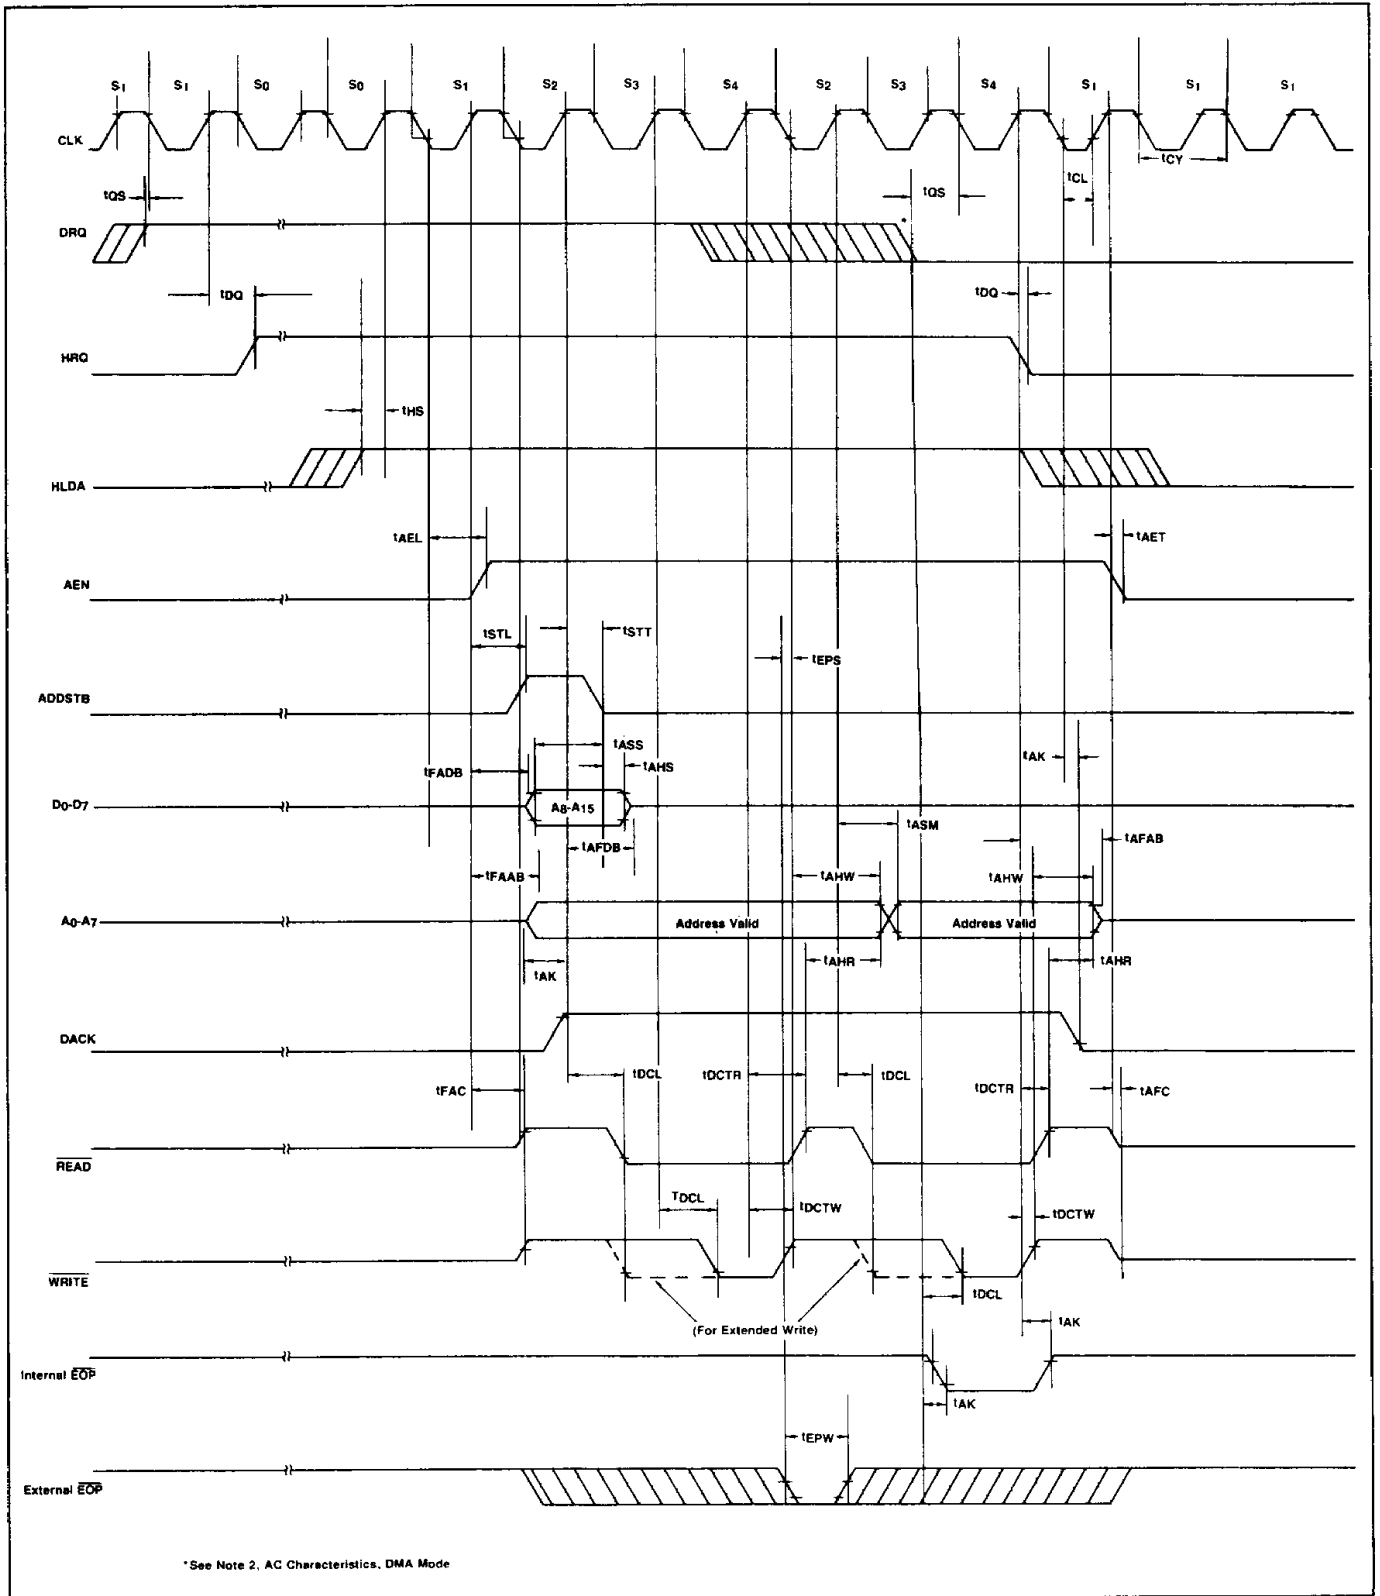 SI SI S0 S0 S1 S2 S3 S4 S2 S3 S4 S1 S1 S1
CLK
tCY
tCL
tQS tQS
DRQ *
tDQ tDQ
HRQ
tHS
HLDA
tAEL tAET
AEN
tSTL tSTT
tEPS
ADDSTB
tASS
tFADB tAHS tAK
D0-D7 A8-A15
tASM
tAFDB tAFAB
tFAAB tAHW tAHW
A0-A7 Address Valid Address Valid
tAK tAHR tAHR
DACK
tFAC tDCL tDCTR tDCL tDCTR tAFC
READ
TDCL tDCTW tDCTW
WRITE
tDCL
(For Extended Write) tAK
Internal EOP
tAK
tEPW
External EOP
*See Note 2, AC Characteristics, DMA Mode